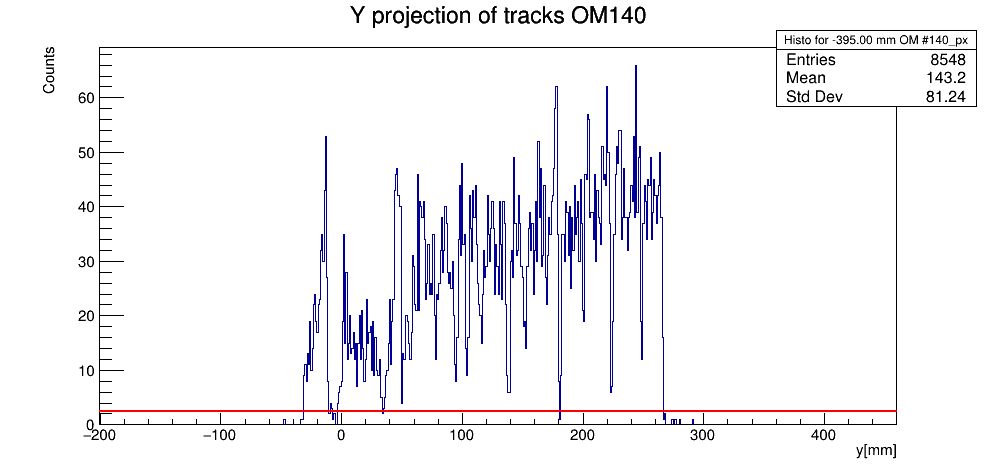 Y projection of tracks OM140
Histo for -395.00 mm OM #140_px
Entries 8548
Mean 143.2
Std Dev 81.24
Counts
60
50
40
30
20
10
0
−200 −100 0 100 200 300 400
y[mm]